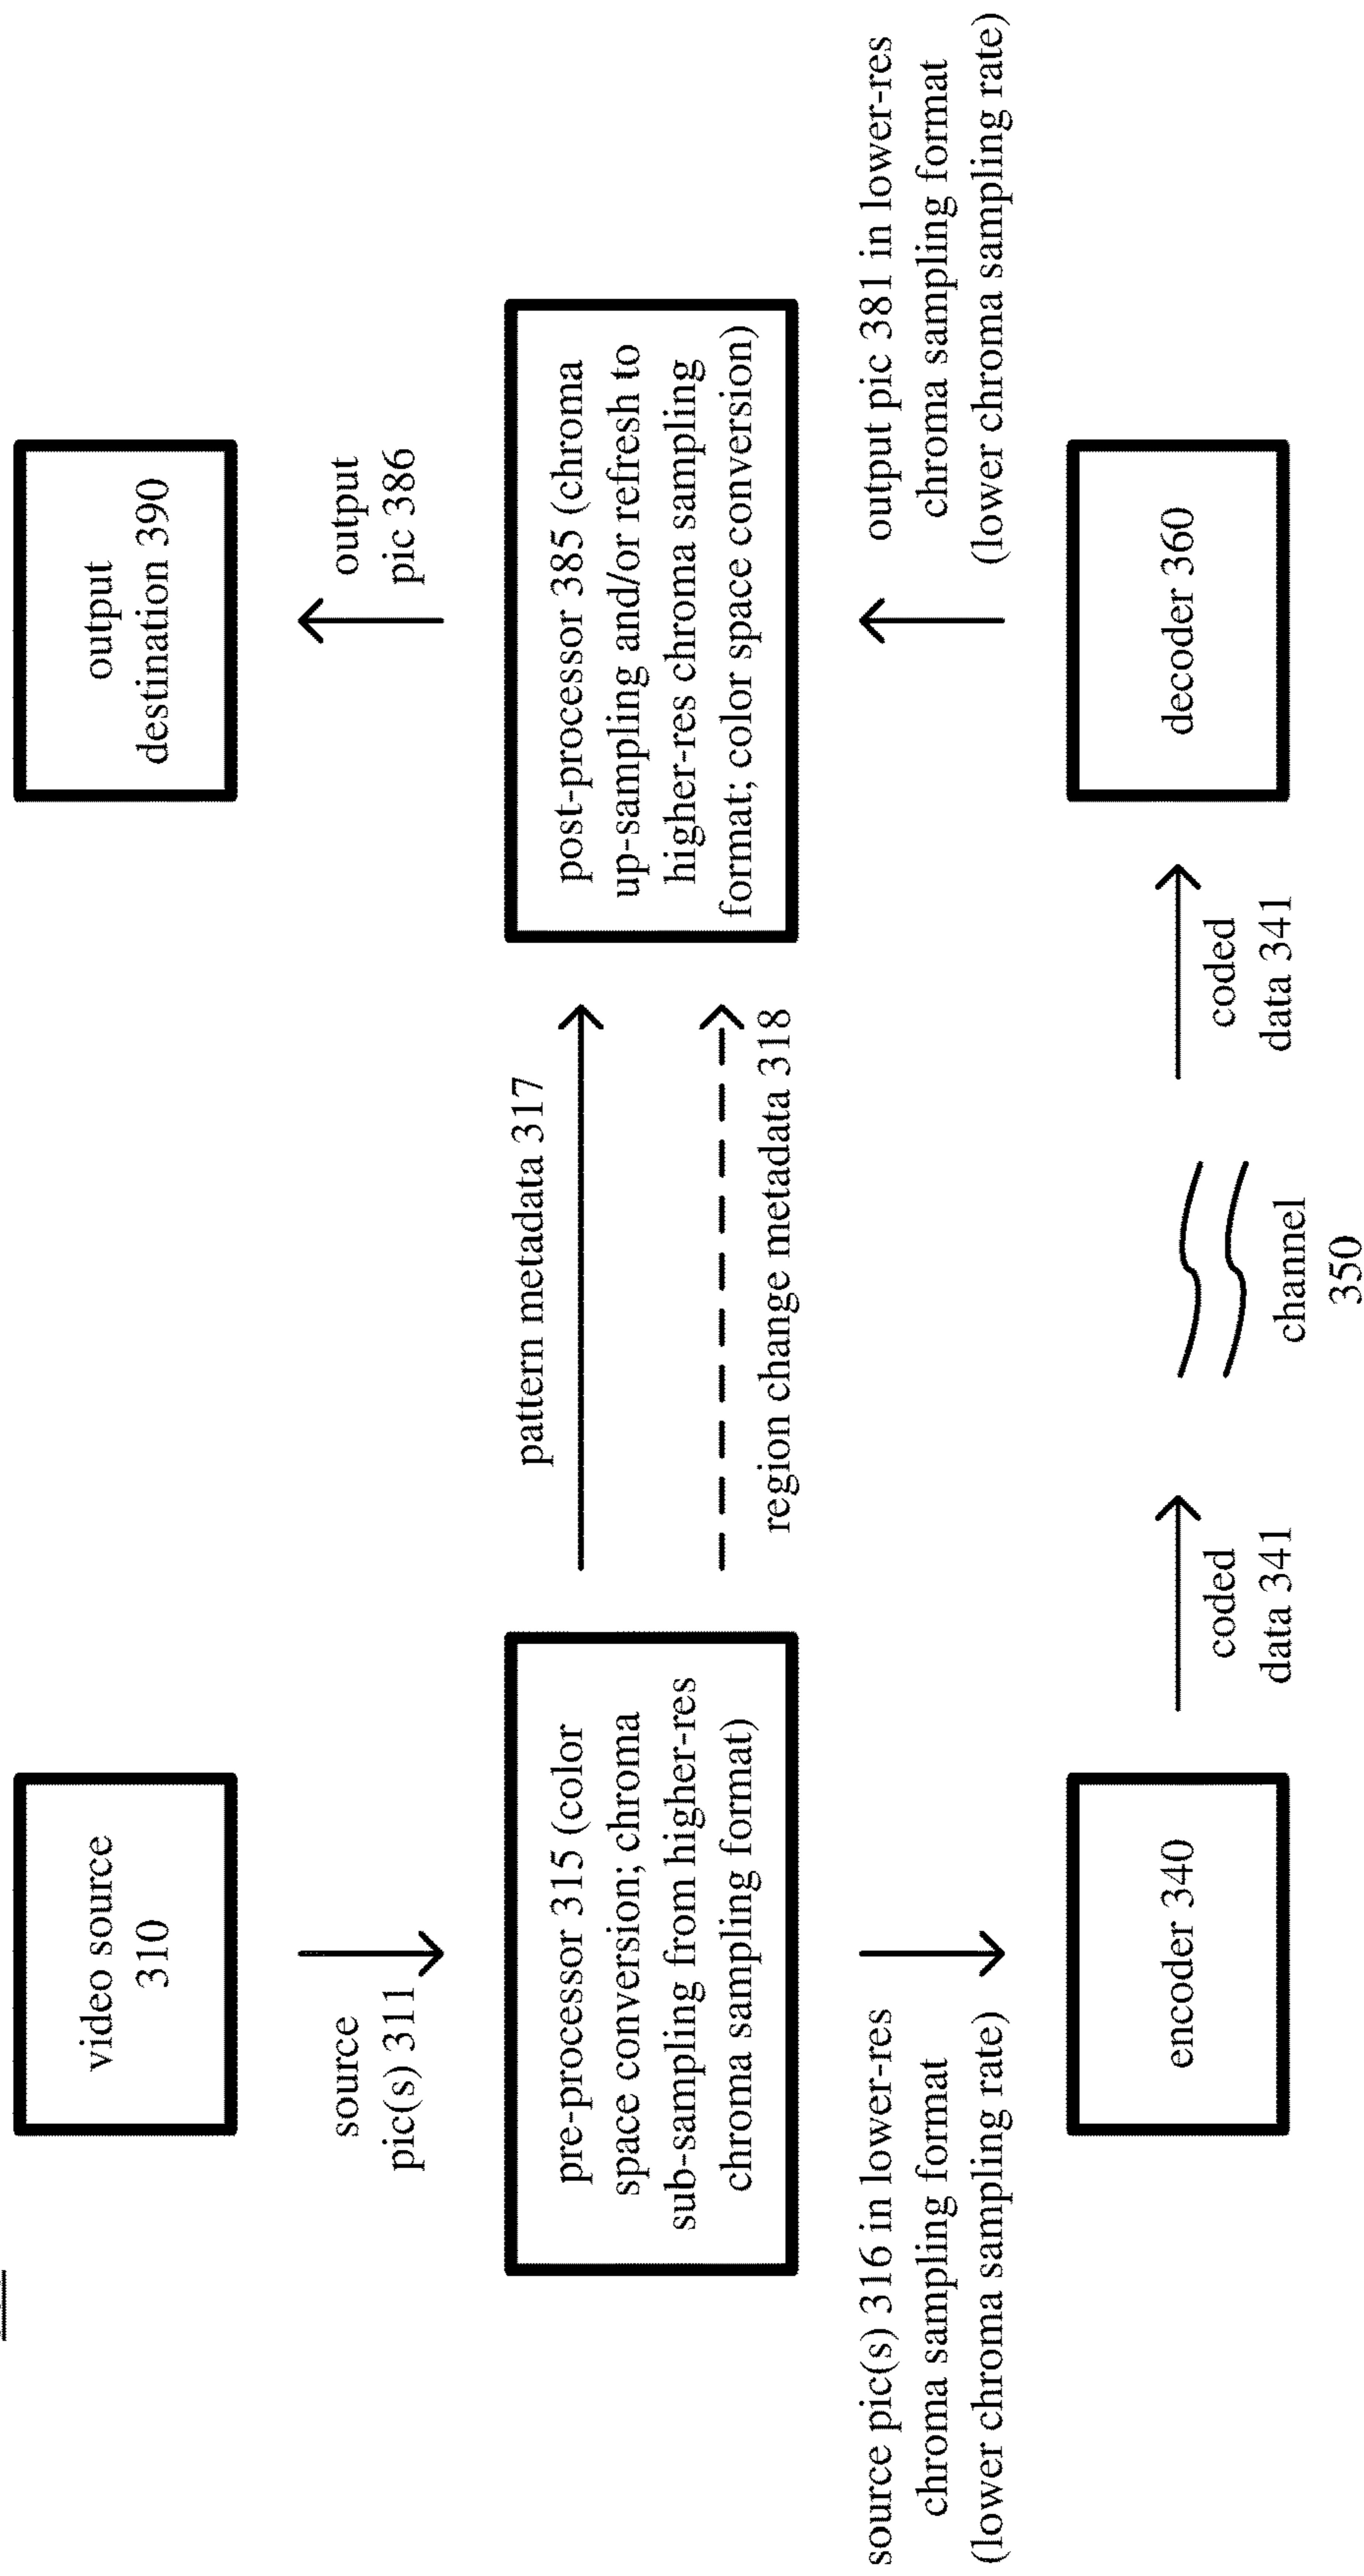 video source
310
source
pic(s) 311
pre-processor 315 (color
space conversion; chroma
sub-sampling from higher-res
chroma sampling format)
source pic(s) 316 in lower-res
chroma sampling format
(lower chroma sampling rate)
encoder 340
coded
data 341
channel
350
coded
data 341
pattern metadata 317
region change metadata 318
output
destination 390
output
pic 386
post-processor 385 (chroma
up-sampling and/or refresh to
higher-res chroma sampling
format; color space conversion)
output pic 381 in lower-res
chroma sampling format
(lower chroma sampling rate)
decoder 360